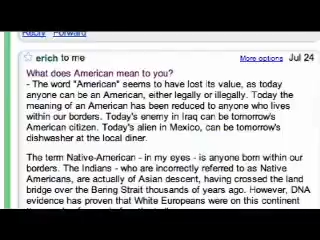 Reply Forward
erich to me More options Jul 24
What does American mean to you?
- The word "American" seems to have lost its value, as today
anyone can be an American, either legally or illegally. Today the
meaning of an American has been reduced to anyone who lives
within our borders. Today's enemy in Iraq can be tomorrow's
American citizen. Today's alien in Mexico, can be tomorrow's
dishwasher at the local diner.
The term Native-American - in my eyes - is anyone born within our
borders. The Indians - who are incorrectly referred to as Native
Americans, are actually of Asian descent, having crossed the land
bridge over the Bering Strait thousands of years ago. However, DNA
evidence has proven that White Europeans were on this continent